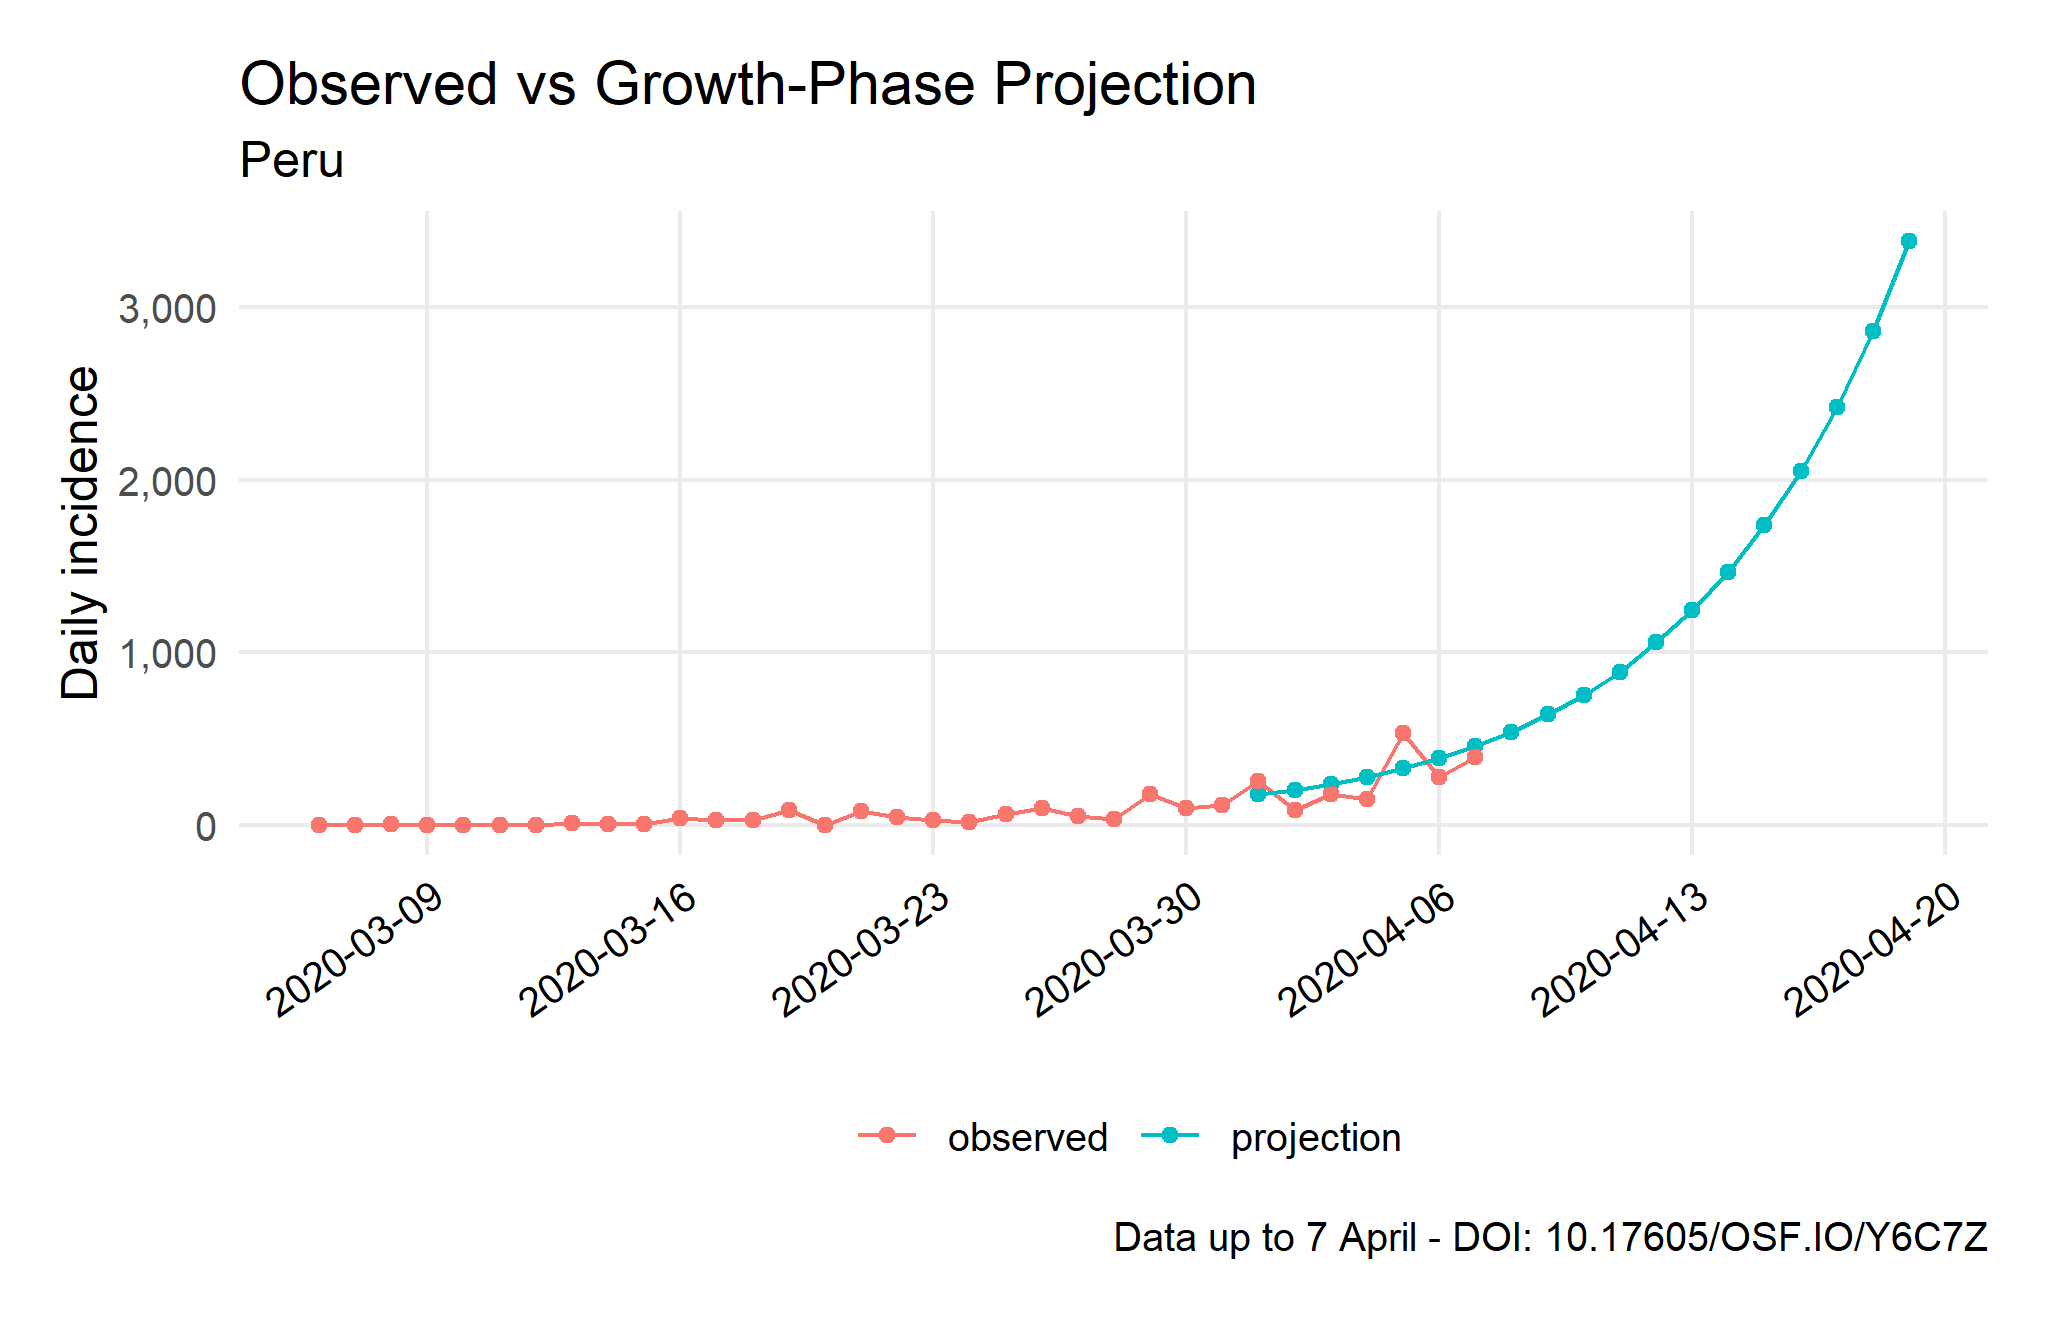 Observed vs Growth-Phase Projection
Peru
Daily incidence
3,000
2,000
1,000
0
2020-03-09
2020-03-16
2020-03-23
2020-03-30
2020-04-06
2020-04-13
2020-04-20
observed
projection
Data up to 7 April - DOI: 10.17605/OSF.IO/Y6C7Z